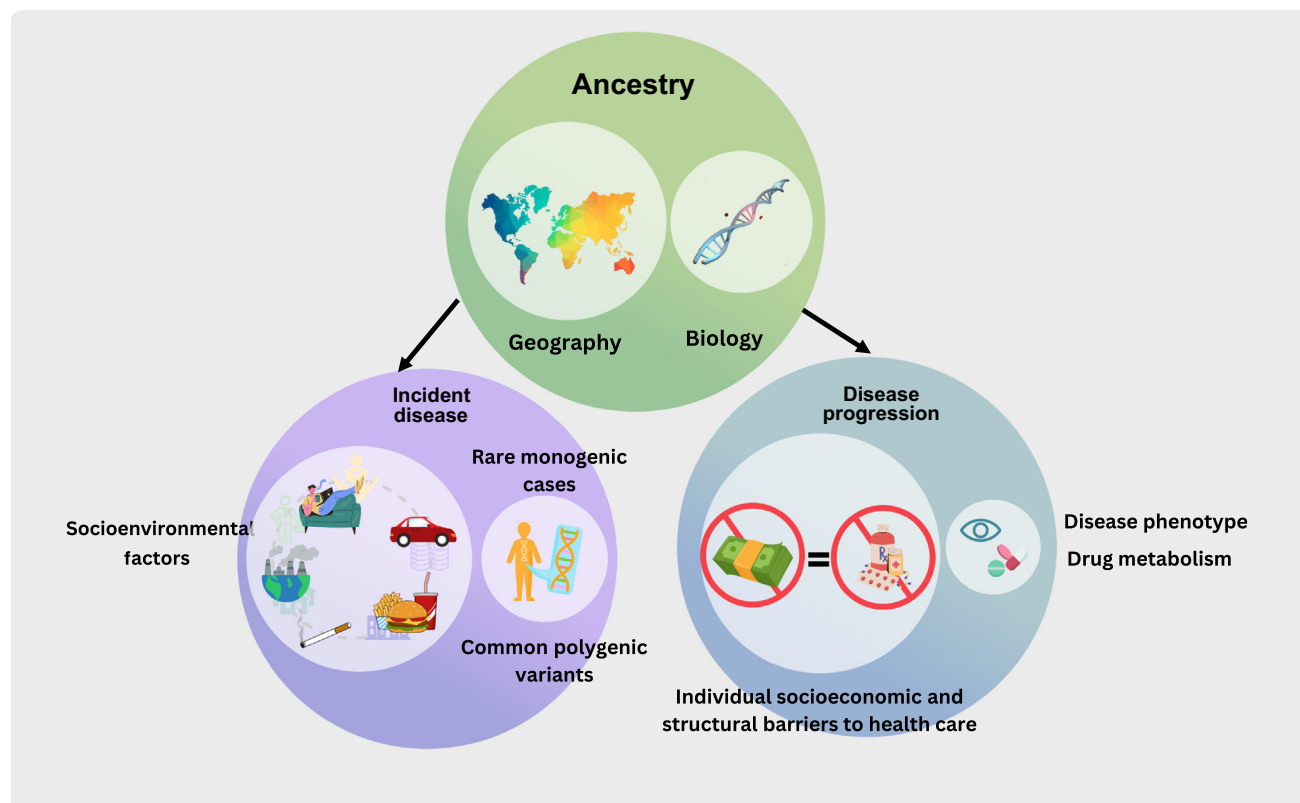 Ancestry
Geography
Biology
Incident
disease
Rare monogenic
cases
Socioenvironmental
factors
Common polygenic
variants
Disease
progression
Rx
Disease phenotype
Drug metabolism
Individual socioeconomic and
structural barriers to health care